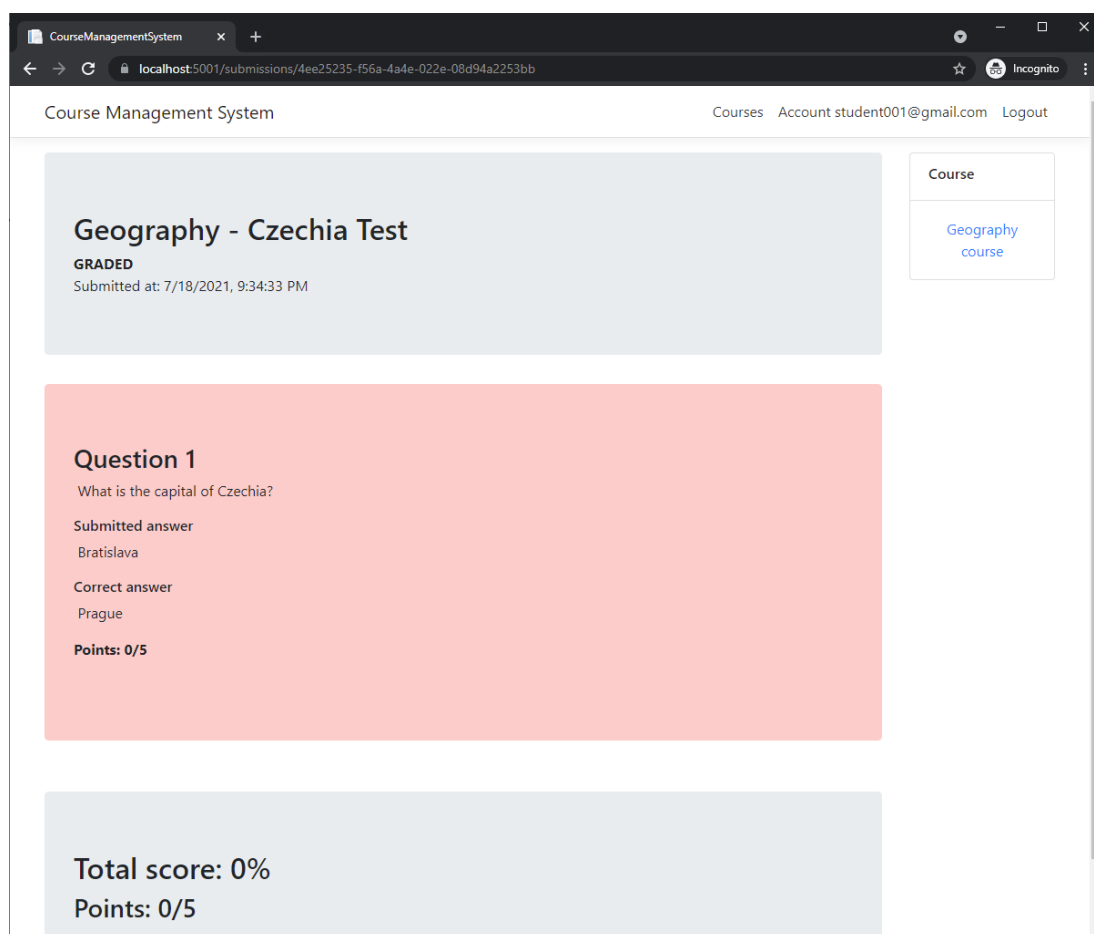 CourseManagementSystem
localhost:5001/submissions/4ee25235-f56a-4a4e-022e-08d94a2253bb
Incognito
Course Management System
Courses Account student001@gmail.com Logout
Geography - Czechia Test
GRADED
Submitted at: 7/18/2021, 9:34:33 PM
Course
Geography
course
Question 1
What is the capital of Czechia?
Submitted answer
Bratislava
Correct answer
Prague
Points: 0/5
Total score: 0%
Points: 0/5